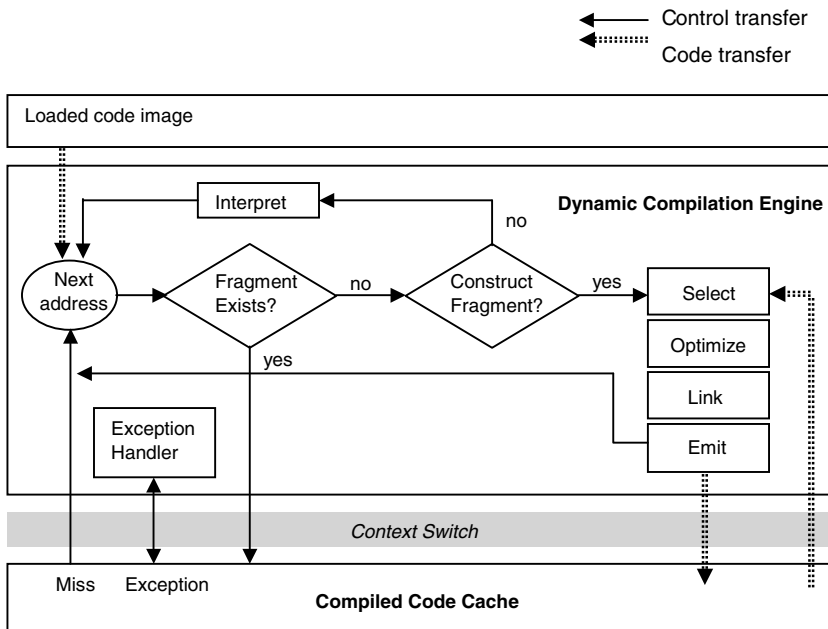 Control transfer
Code transfer
Loaded code image
Interpret
Dynamic Compilation Engine
no
Next
address
Fragment
Exists?
no
Construct
Fragment?
yes
Select
Optimize
Link
Emit
yes
Exception
Handler
Context Switch
Miss
Exception
Compiled Code Cache